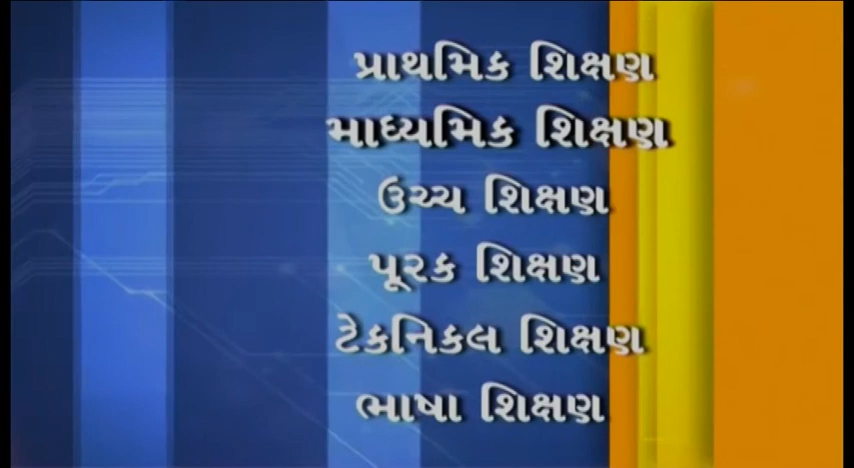 પ્રાથમિક શિક્ષણ
માધ્યમિક શિક્ષણ
ઉચ્ચ શિક્ષણ
પૂરક શિક્ષણ
ટેકનિકલ શિક્ષણ
ભાષા શિક્ષણ